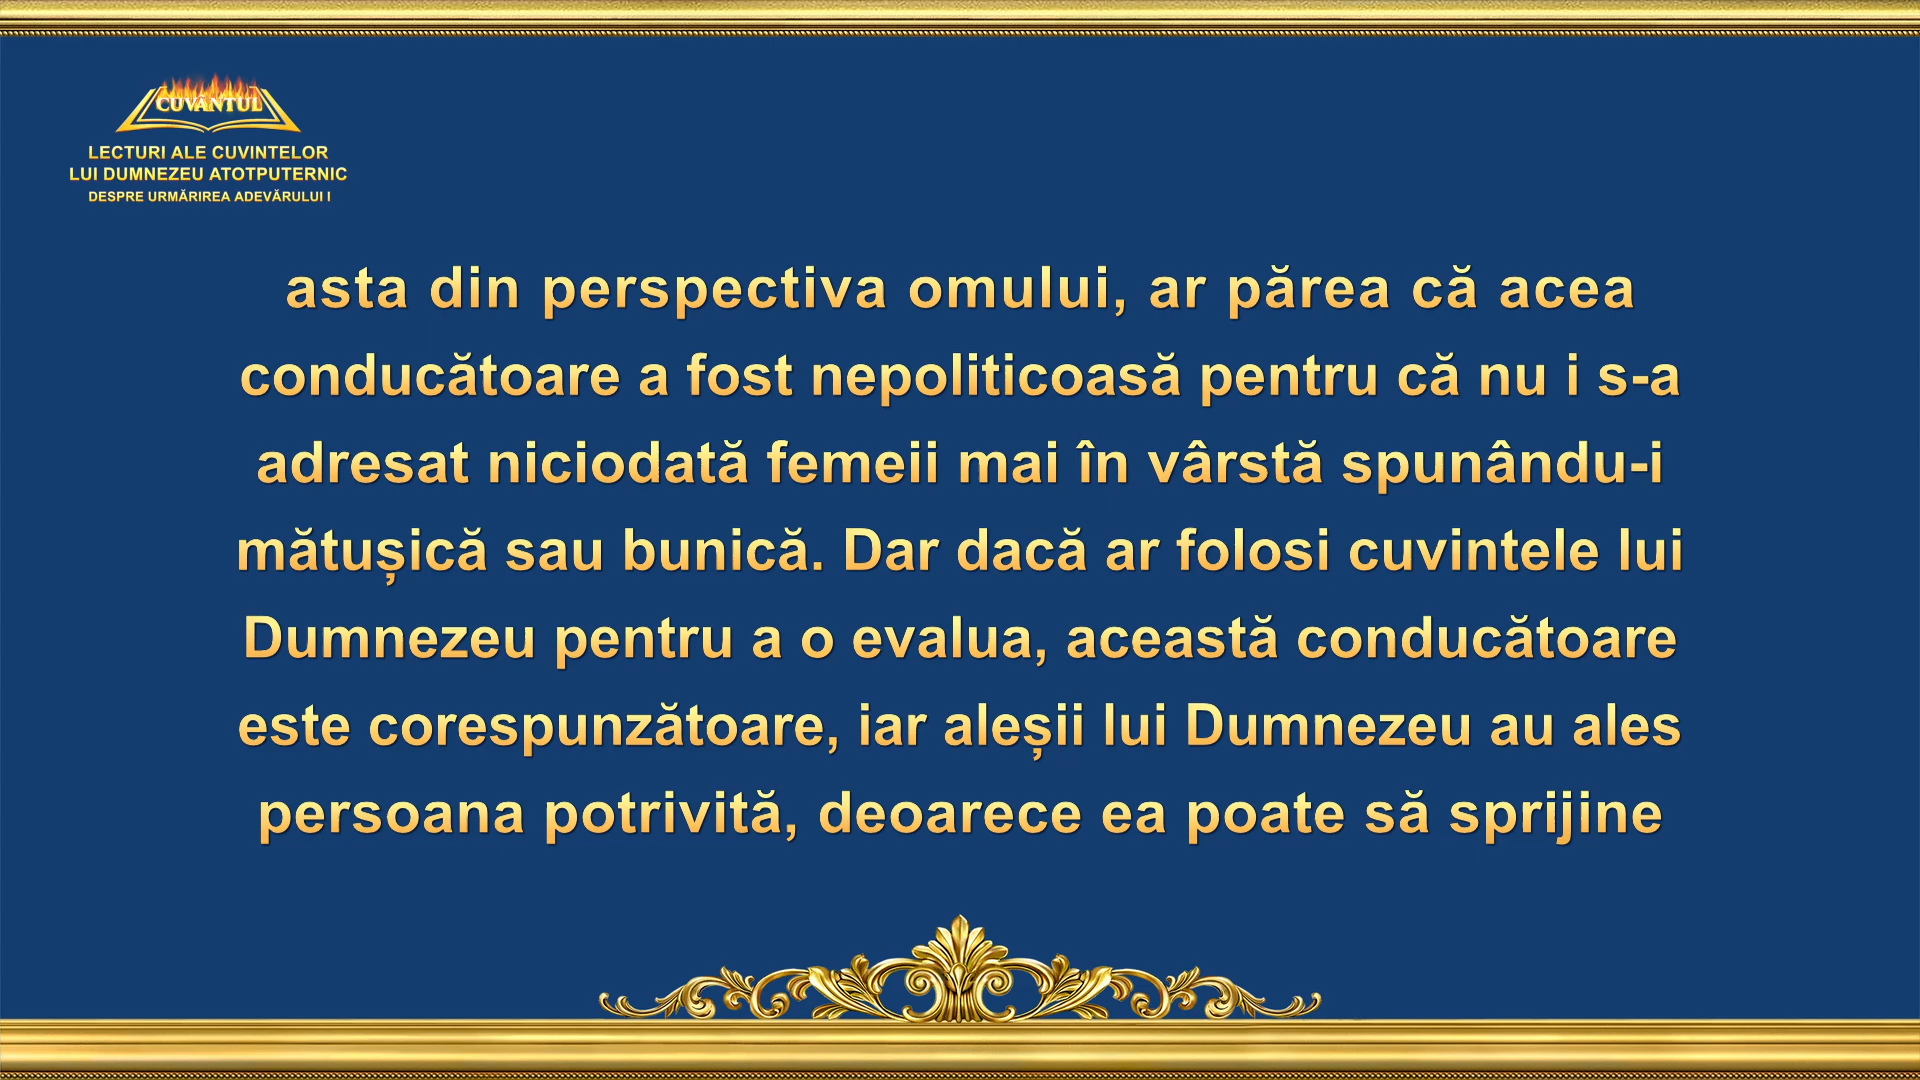 CUVÂNTUL
LECTURI ALE CUVINTELOR
LUI DUMNEZEU ATOTPUTERNIC
DESPRE URMĂRIREA ADEVĂRULUI I
asta din perspectiva omului, ar părea că acea
conducătoare a fost nepoliticoasă pentru că nu i s-a
adresat niciodată femeii mai în vârstă spunându-i
mătușică sau bunică. Dar dacă ar folosi cuvintele lui
Dumnezeu pentru a o evalua, această conducătoare
este corespunzătoare, iar aleșii lui Dumnezeu au ales
persoana potrivită, deoarece ea poate să sprijine